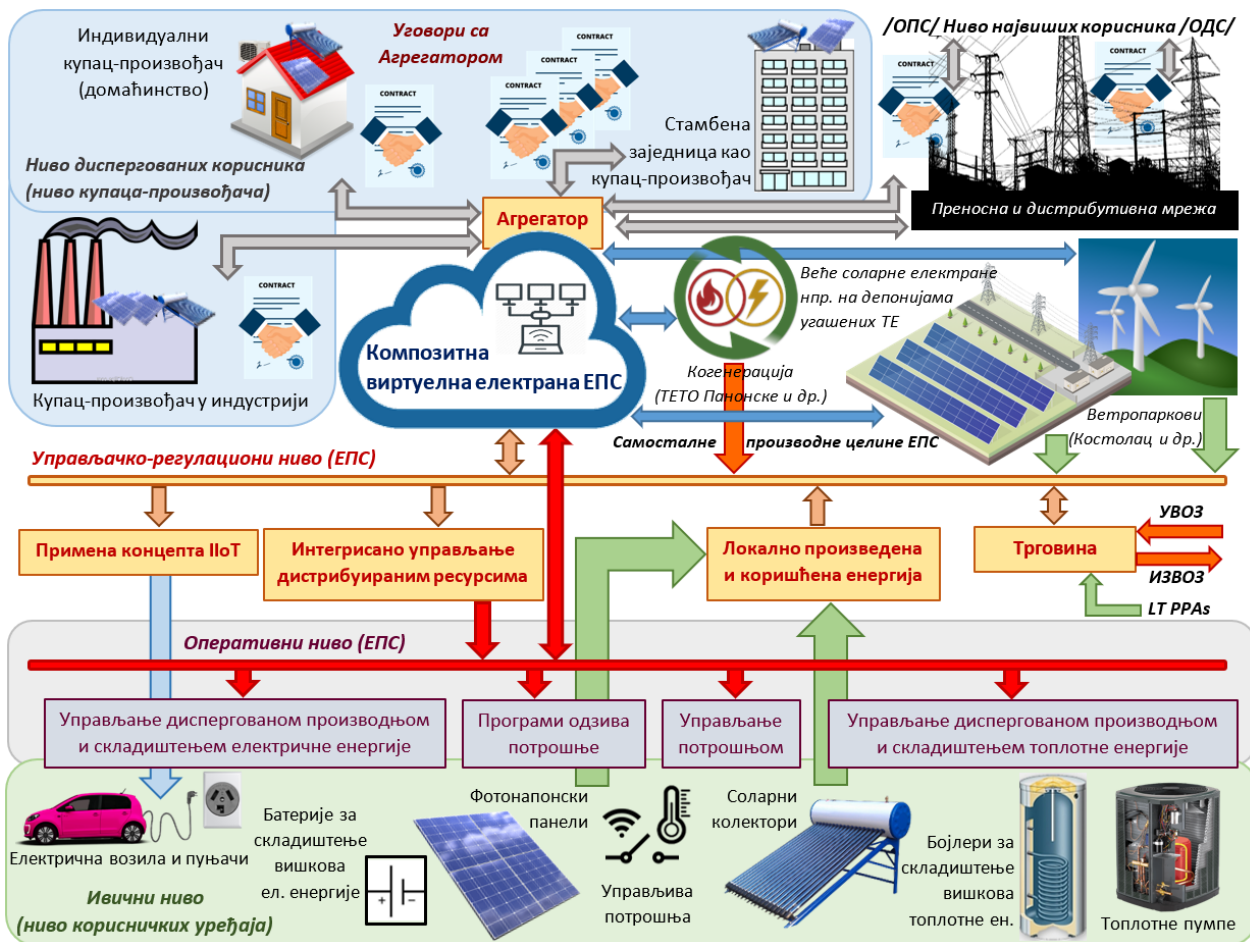 Индивидуални
купац-произвођач
(домаћинство)
Уговори са
Агрегатором
CONTRACT
CONTRACT
CONTRACT
CONTRACT
Стамбена
заједница као
купац-произвођач
/ОПС/ Ниво највиших корисника /ОДС/
CONTRACT
CONTRACT
Ниво диспергованих корисника
(ниво купаца-произвођача)
Преносна и дистрибутивна мрежа
Агрегатор
CONTRACT
Купац-произвођач у индустрији
Композитна
виртуелна електрана ЕПС
Веће соларне електране
нпр. на депонијама
угашених ТЕ
Когенерација
(ТЕТО Панонске и др.)
Самосталне производне целине ЕПС
Ветропаркови
(Костолац и др.)
Управљачко-регулациони ниво (ЕПС)
Примена концепта IIoT
Интегрисано управљање
дистрибуираним ресурсима
Локално произведена
и коришћена енергија
Трговина
УВОЗ
ИЗВОЗ
LT PPAs
Оперативни ниво (ЕПС)
Управљање диспергованом производњом
и складиштењем електричне енергије
Програми одзива
потрошње
Управљање
потрошњом
Управљање диспергованом производњом
и складиштењем топлотне енергије
Електрична возила и пуњачи
Батерије за
складиштење
вишкова
ел. енергије
Фотонапонски
панели
Управљива
потрошња
Соларни
колектори
Бојлери за
складиштење
вишкова
топлотне ен.
Топлотне пумпе
Ивични ниво
(ниво корисничких уређаја)